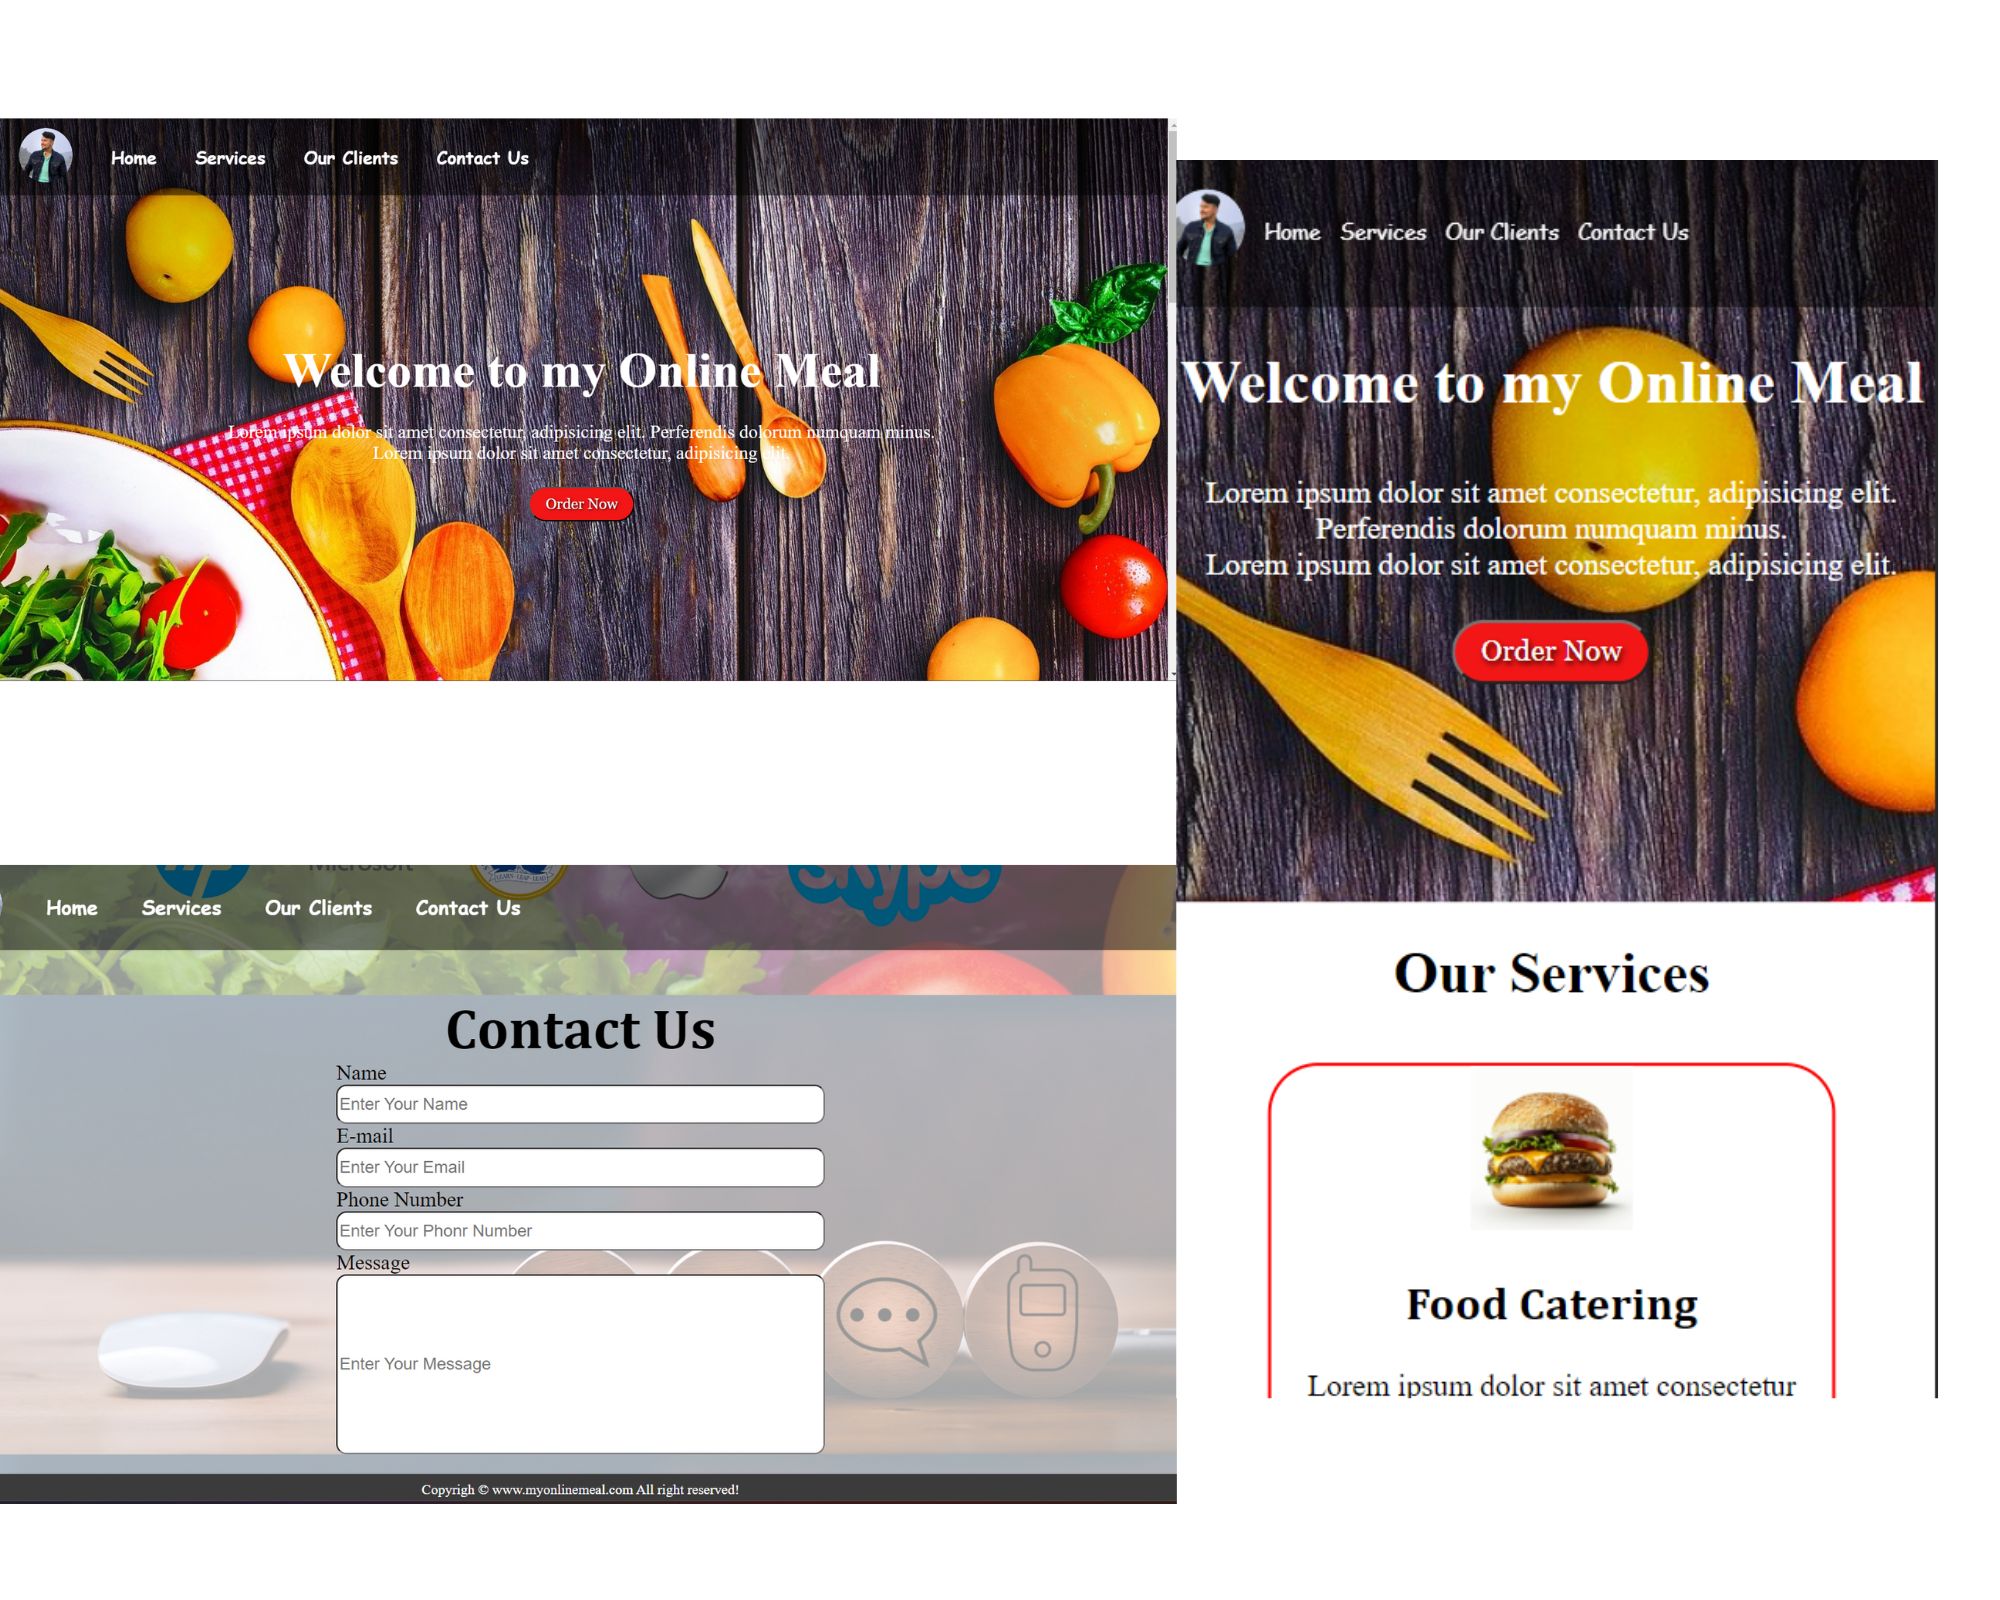 Home Services Our Clients Contact Us
Welcome to my Online Meal
Lorem ipsum dolor sit amet consectetur, adipisicing elit. Perferendis dolorum numquam minus.
Lorem ipsum dolor sit amet consectetur, adipisicing elit.
Order Now
Home Services Our Clients Contact Us
Welcome to my Online Meal
Lorem ipsum dolor sit amet consectetur, adipisicing elit.
Perferendis dolorum numquam minus.
Lorem ipsum dolor sit amet consectetur, adipisicing elit.
Order Now
Our Services
Food Catering
Lorem ipsum dolor sit amet consectetur
Microsoft
LEARN · LEAP · LEAD
skype
Home Services Our Clients Contact Us
Contact Us
Name
Enter Your Name
E-mail
Enter Your Email
Phone Number
Enter Your Phonr Number
Message
Enter Your Message
Copyrigh © www.myonlinemeal.com All right reserved!